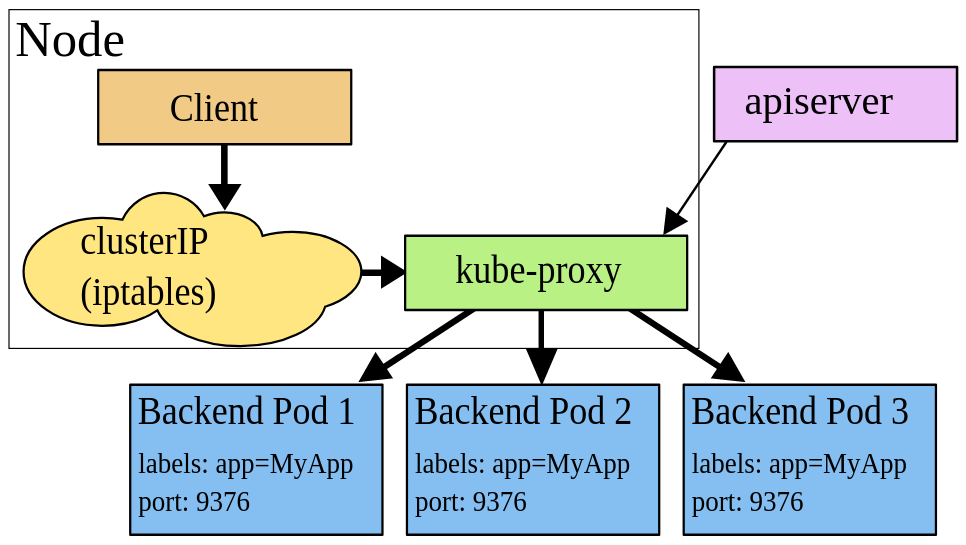 Node
Client
apiserver
clusterIP
(iptables)
kube-proxy
Backend Pod 1
labels: app=MyApp
port: 9376
Backend Pod 2
labels: app=MyApp
port: 9376
Backend Pod 3
labels: app=MyApp
port: 9376